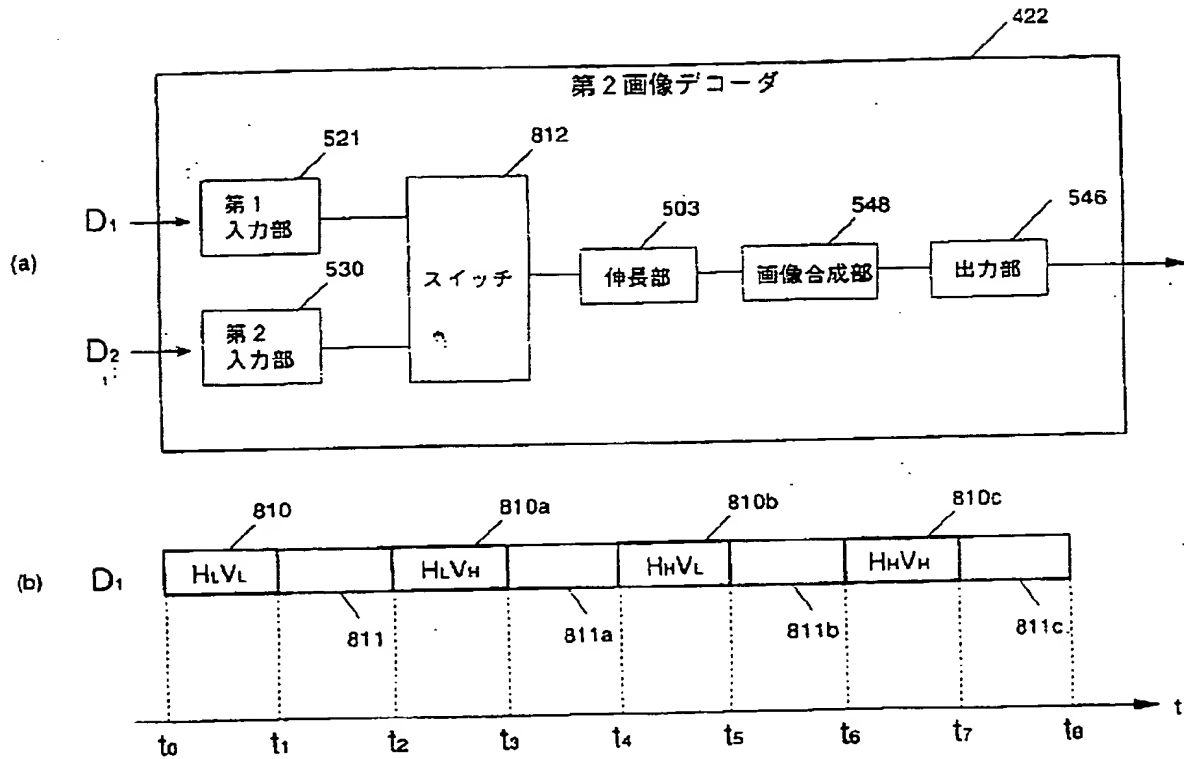 422
第2画像デコーダ
521
812
D1
第1
入力部
503
548
546
(a)
530
スイッチ
伸長部
画像合成部
出力部
D2
第2
入力部
810
810a
810b
810c
(b)
D1
HLVL
HLVH
HHVL
HHVH
811
811a
811b
811c
t
t0
t1
t2
t3
t4
t5
t6
t7
t8